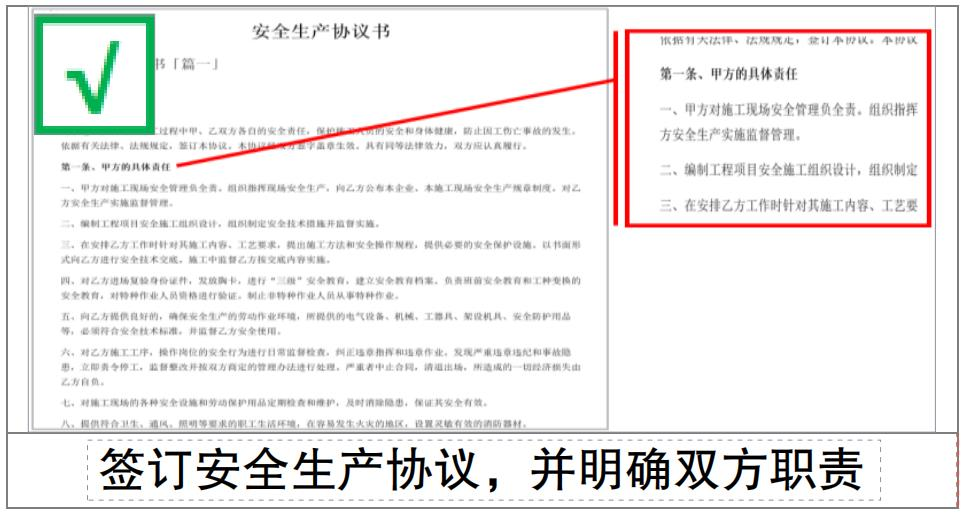 安全生产协议书
书「篇一」
过程中甲、乙双方各自的安全责任，保护施工人员的安全和身体健康，防止因工伤亡事故的发生。
依据有关法律、法规规定，签订本协议。本协议经双方签字盖章生效，具有同等法律效力，双方应认真履行。
第一条、甲方的具体责任
一、甲方对施工现场安全管理负全责。组织指挥现场安全生产，向乙方公布本企业、本施工现场安全生产规章制度。对乙
方安全生产实施监督管理。
二、编制工程项目安全施工组织设计，组织制定安全技术措施并监督实施。
三、在安排乙方工作时针对其施工内容、工艺要求，提出施工方法和安全操作规程，提供必要的安全保护设施。以书面形
式向乙方进行安全技术交底，施工中监督乙方按交底内容实施。
四、对乙方进场复验身份证件，发放胸卡，进行“三级”安全教育，建立安全教育档案。负责班前安全教育和工种变换的
安全教育，对特种作业人员资格进行验证。制止非特种作业人员从事特种作业。
五、向乙方提供良好的，确保安全生产的劳动作业环境，所提供的电气设备、机械、工器具、架设机具、安全防护用品
等，必须符合安全技术标准，并监督乙方安全使用。
六、对乙方施工工序，操作岗位的安全行为进行日常监督检查，纠正违章指挥和违章作业。发现严重违章违纪和事故隐
患，立即责令停工，监督整改并按双方商定的管理办法进行处理。严重者中止合同，清退出场，所造成的一切经济损失由
乙方自负。
七、对施工现场的各种安全设施和劳动保护用品定期检查和维护，及时消除隐患，保证其安全有效。
八、提供符合卫生、通风、照明等要求的职工生活环境，在容易发生火灾的地区，设置灵敏有效的消防器材。
依据有关法律、法规规定，签订本协议。本协议
第一条、甲方的具体责任
一、甲方对施工现场安全管理负全责。组织指挥
方安全生产实施监督管理。
二、编制工程项目安全施工组织设计，组织制定
三、在安排乙方工作时针对其施工内容、工艺要
签订安全生产协议，并明确双方职责